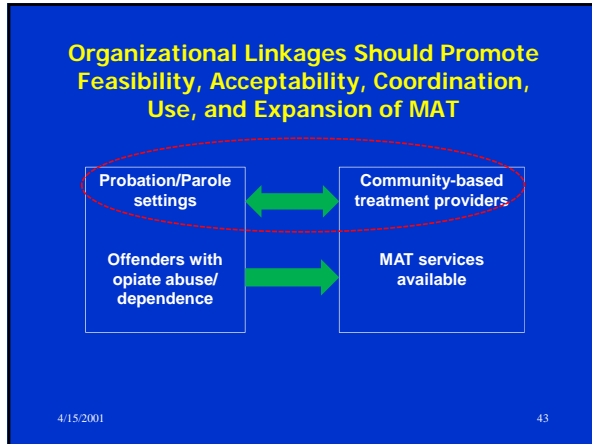 Organizational Linkages Should Promote
Feasibility, Acceptability, Coordination,
Use, and Expansion of MAT
Probation/Parole
settings
Community-based
treatment providers
Offenders with
opiate abuse/
dependence
MAT services
available
4/15/2001
43